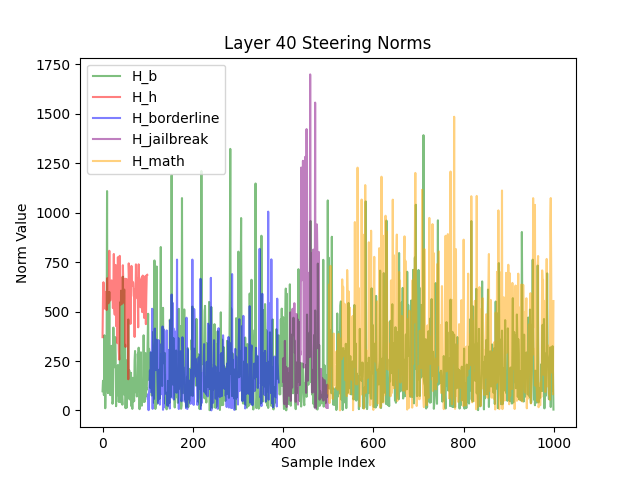 Layer 40 Steering Norms
1750
1500
1250
1000
750
500
250
0
Norm Value
H_b
H_h
H_borderline
H_jailbreak
H_math
0
200
400
600
800
1000
Sample Index